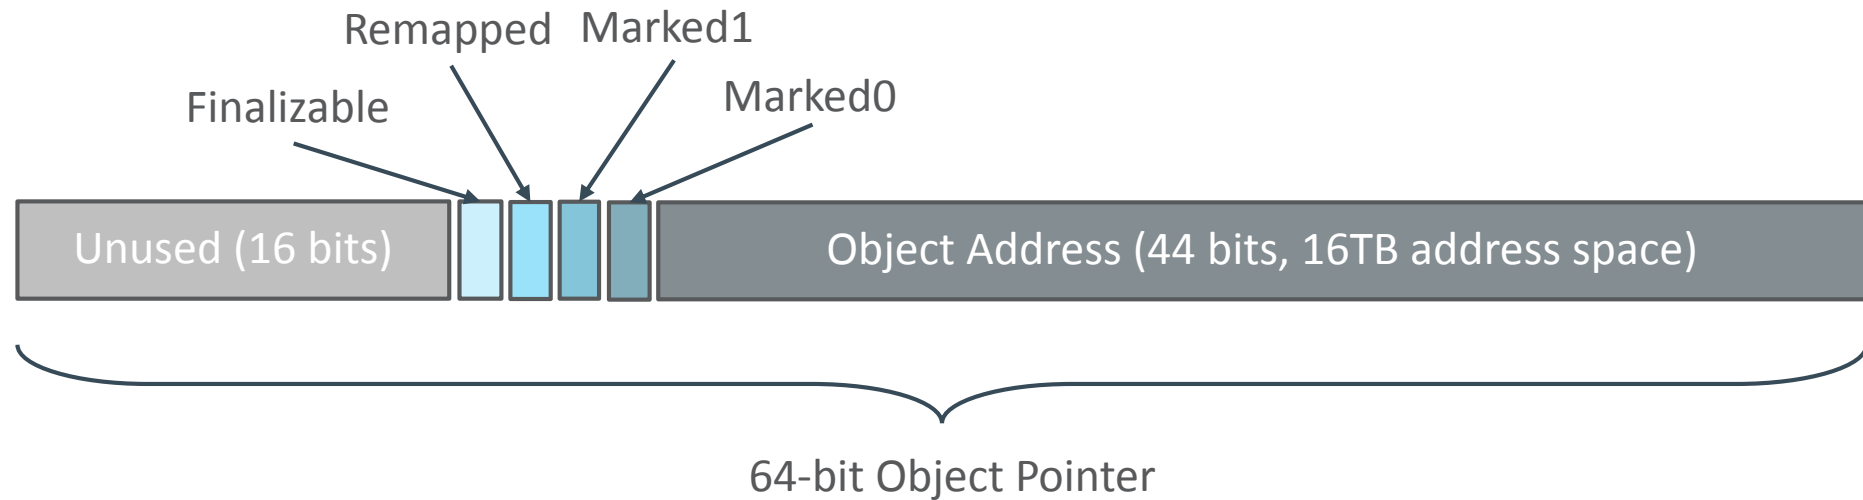 Remapped Marked1
Finalizable
Marked0
Unused (16 bits)
Object Address (44 bits, 16TB address space)
64-bit Object Pointer